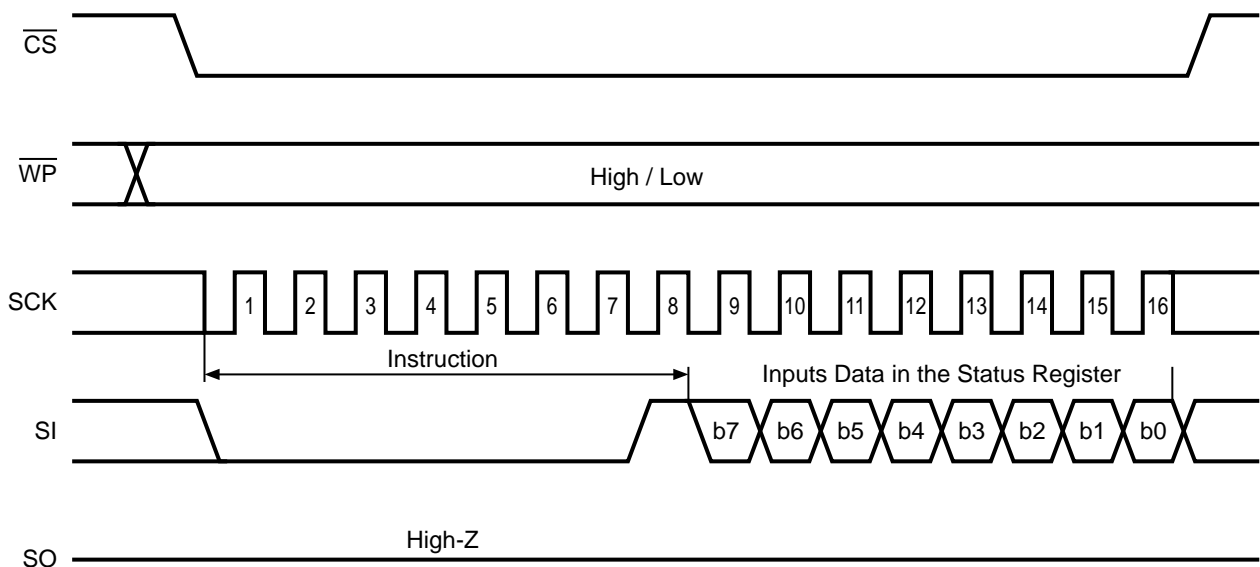 CS
WP
High / Low
SCK
1 2 3 4 5 6 7 8 9 10 11 12 13 14 15 16
Instruction
Inputs Data in the Status Register
SI
b7 b6 b5 b4 b3 b2 b1 b0
High-Z
SO